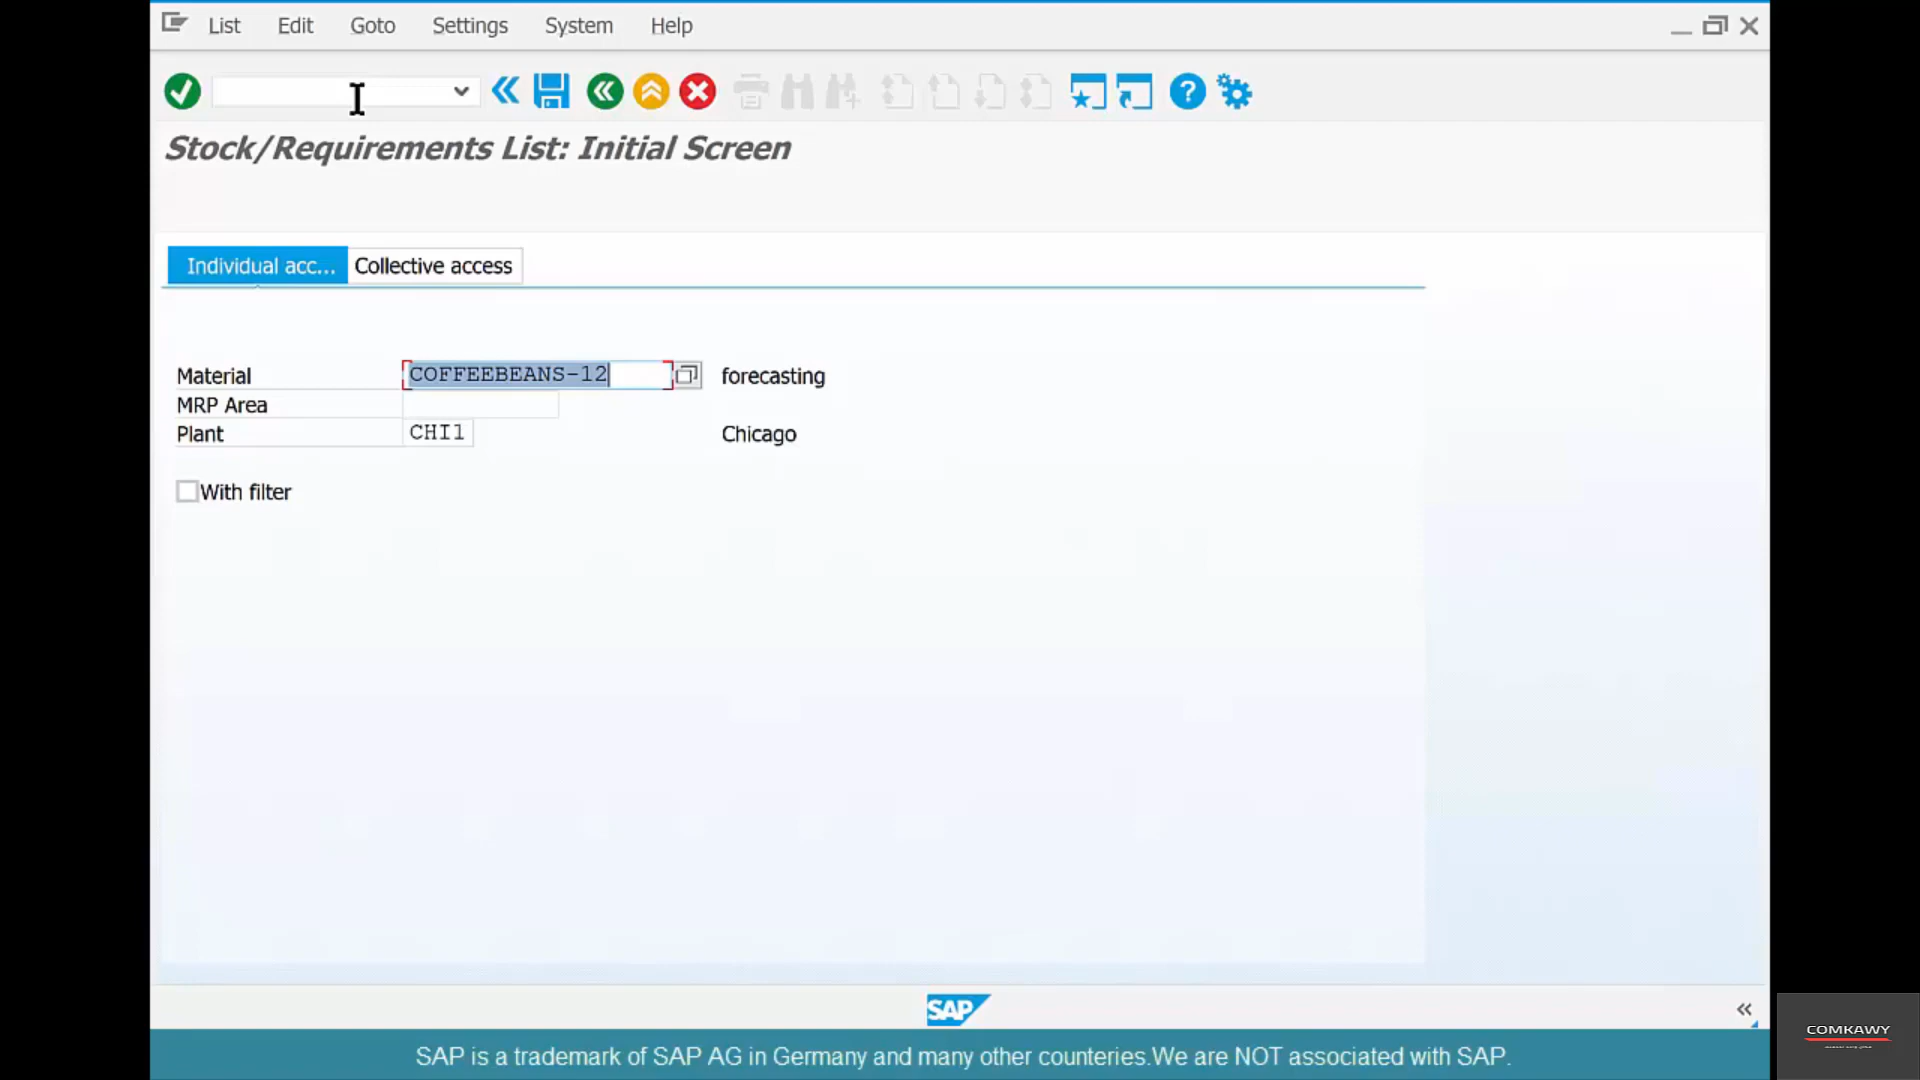 List Edit Goto Settings System Help
Stock/Requirements List: Initial Screen
Individual acc... Collective access
Material COFFEEBEANS-12 forecasting
MRP Area
Plant CHI1 Chicago
With filter
SAP
COMKAWY
SAP is a trademark of SAP AG in Germany and many other counteries.We are NOT associated with SAP.